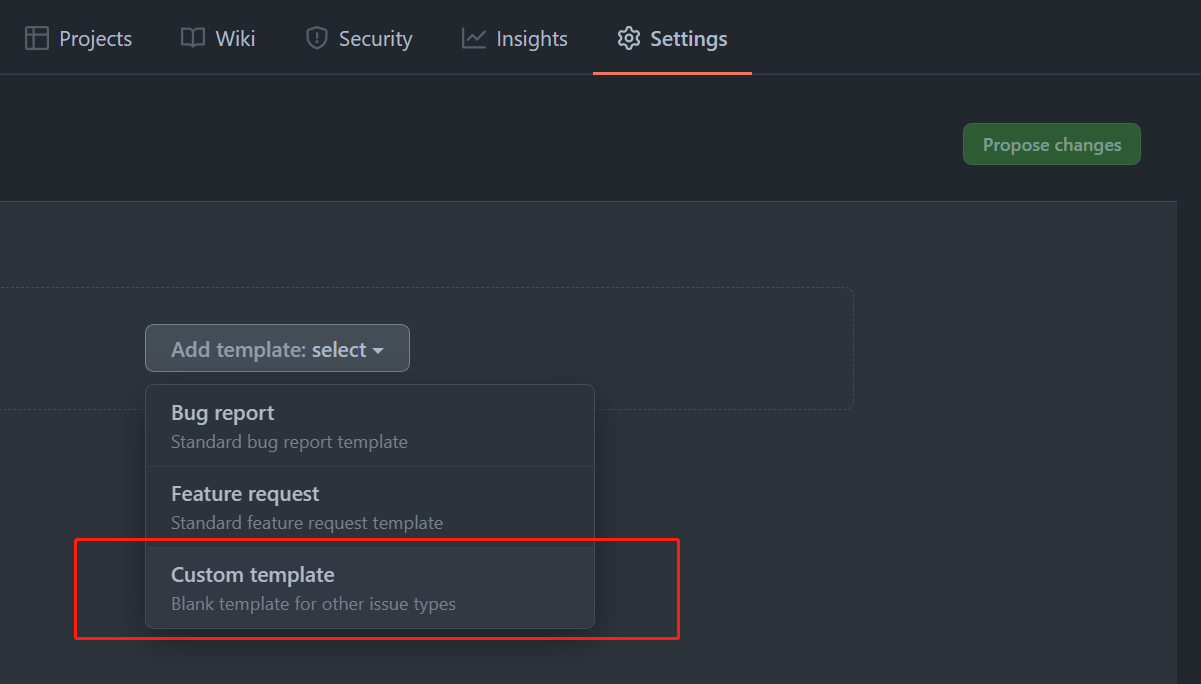 Projects Wiki Security Insights Settings
Propose changes
Add template: select
Bug report
Standard bug report template
Feature request
Standard feature request template
Custom template
Blank template for other issue types